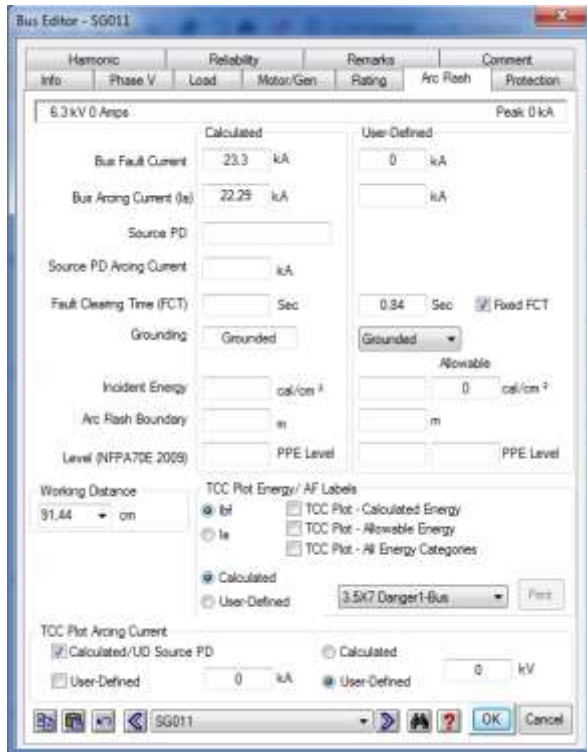 Bus Editor - SG011
Harmonic Reliability Remarks Comment
Info Phase V Load Motor/Gen Rating Arc Flash Protection
6.3 kV 0 Amps Peak 0 kA
Calculated User-Defined
Bus Fault Current 23.3 kA 0 kA
Bus Arcing Current (Ia) 22.29 kA kA
Source PD
Source PD Arcing Current kA
Fault Clearing Time (FCT) Sec 0.34 Sec Fixed FCT
Grounding Grounded Grounded
Allowable
Incident Energy cal/cm² 0 cal/cm²
Arc Flash Boundary m m
Level (NFPA70E 2009) PPE Level PPE Level
Working Distance TCC Plot Energy/ AF Labels
91.44 cm Ibf TCC Plot - Calculated Energy
TCC Plot - Allowable Energy
Ia TCC Plot - All Energy Categories
Calculated
User-Defined 3.5X7 Danger1-Bus Print
TCC Plot Arcing Current
Calculated/UD Source PD Calculated
User-Defined 0 kA User-Defined 0 kV
SG011 OK Cancel